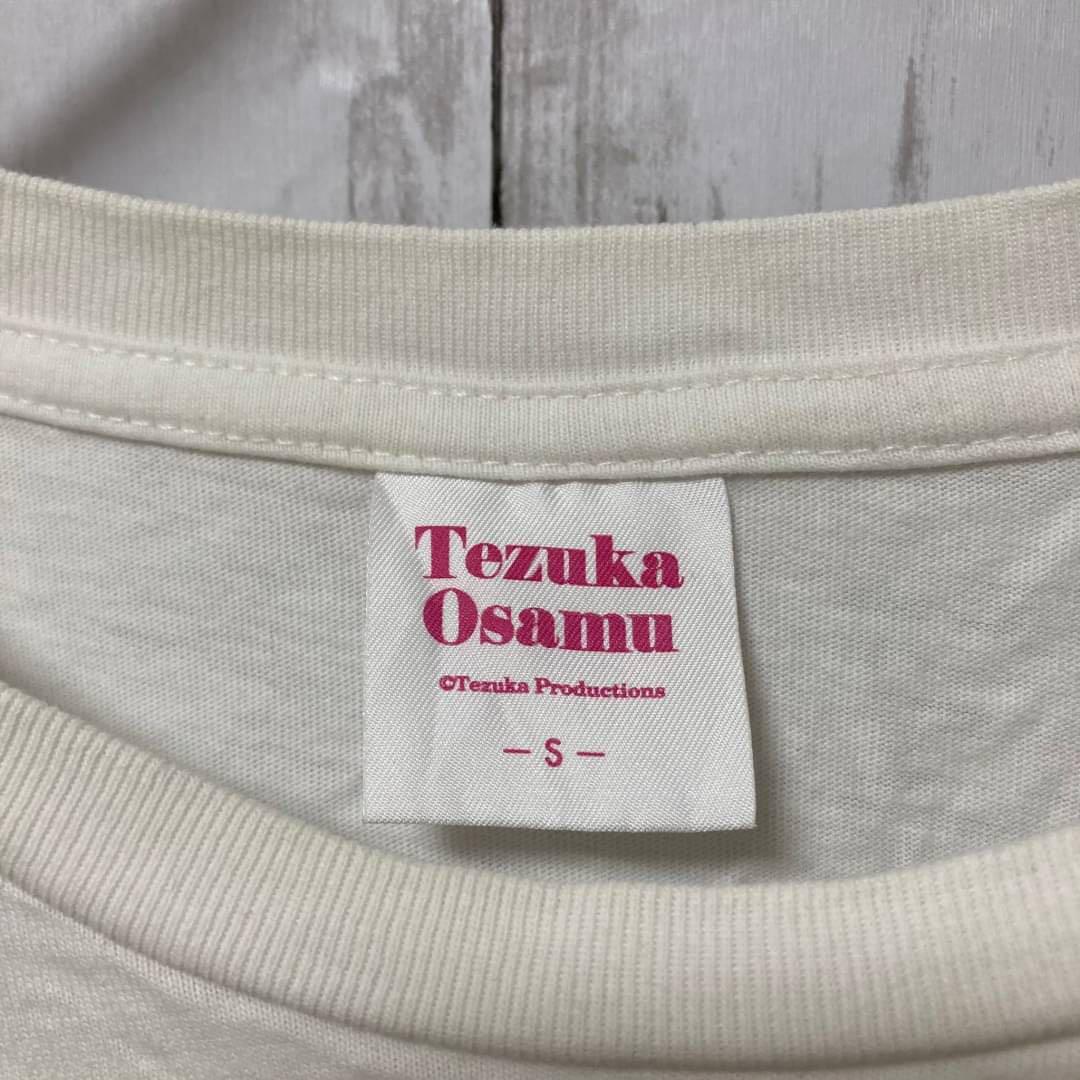 Tezuka
Osamu
©Tezuka Productions
– S –